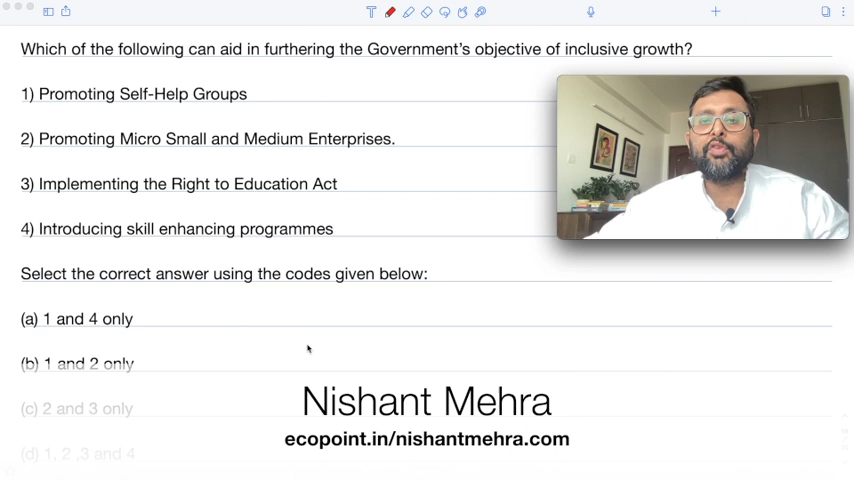 Which of the following can aid in furthering the Government's objective of inclusive growth?
1) Promoting Self-Help Groups
2) Promoting Micro Small and Medium Enterprises.
3) Implementing the Right to Education Act
4) Introducing skill enhancing programmes
Select the correct answer using the codes given below:
(a) 1 and 4 only
(b) 1 and 2 only
(c) 2 and 3 only
(d) 1, 2 ,3 and 4
Nishant Mehra
ecopoint.in/nishantmehra.com